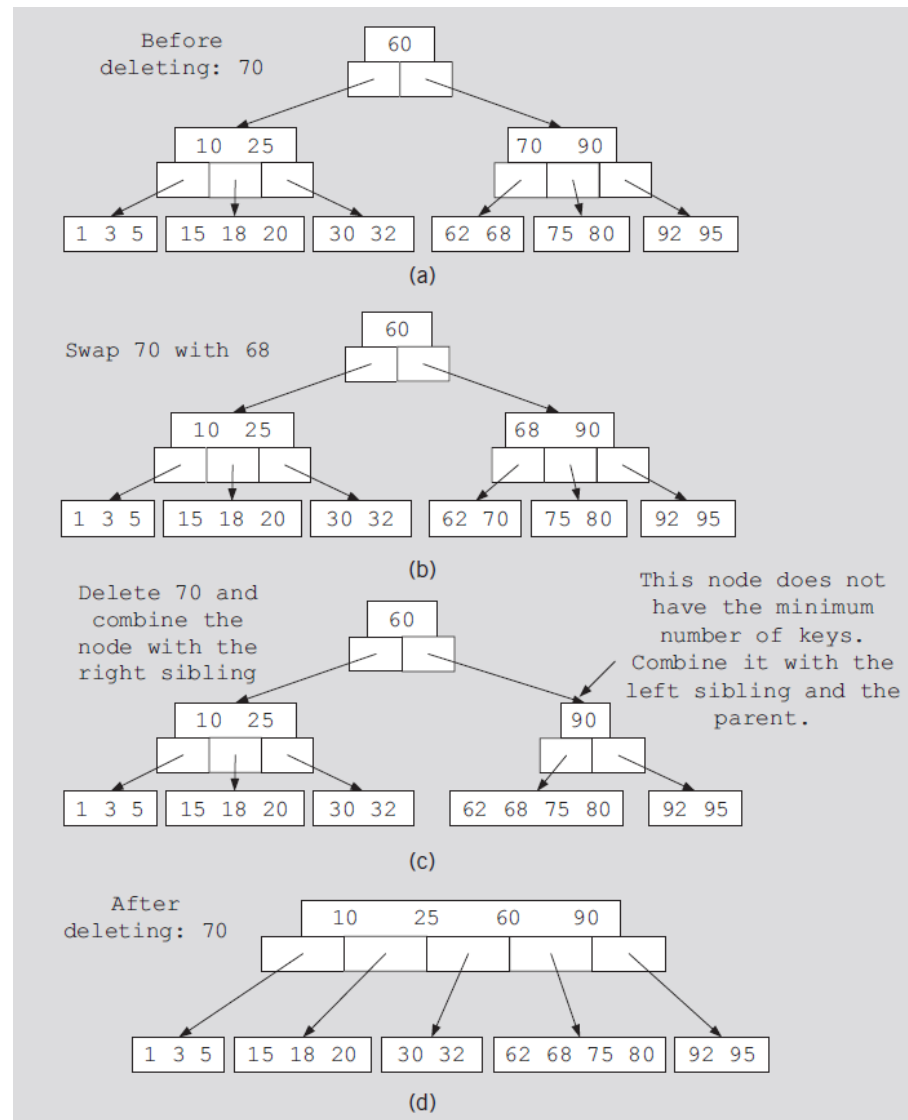 Before
deleting: 70
60
10 25
70 90
1 3 5
15 18 20
30 32
62 68
75 80
92 95
(a)
Swap 70 with 68
60
10 25
68 90
1 3 5
15 18 20
30 32
62 70
75 80
92 95
(b)
Delete 70 and
combine the
node with the
right sibling
60
This node does not
have the minimum
number of keys.
Combine it with the
left sibling and the
parent.
10 25
90
1 3 5
15 18 20
30 32
62 68 75 80
92 95
(c)
After
deleting: 70
10 25 60 90
1 3 5
15 18 20
30 32
62 68 75 80
92 95
(d)